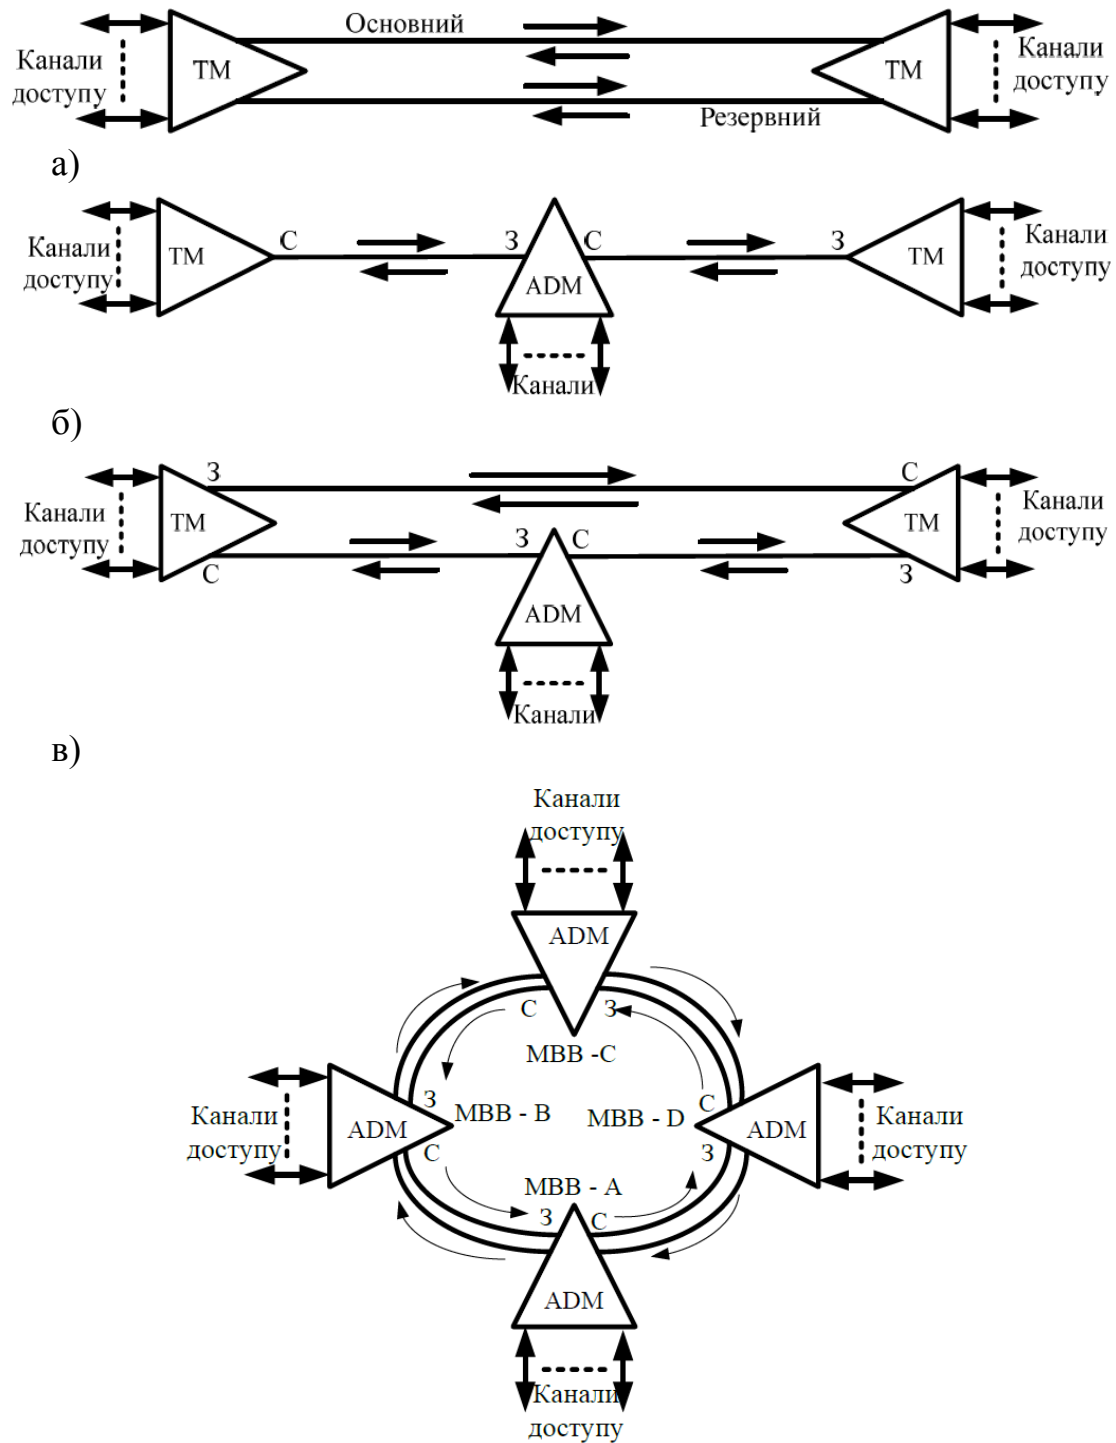 Основний
Канали
доступу
ТМ
ТМ
Канали
доступу
Резервний
а)
Канали
доступу
ТМ
С
З
С
ADM
З
ТМ
Канали
доступу
Канали
б)
З
С
Канали
доступу
ТМ
З
С
ТМ
Канали
доступу
С
З
ADM
Канали
в)
Канали
доступу
ADM
С
З
МВВ -С
Канали
доступу
ADM
З
МВВ - В
С
МВВ - D
С
З
ADM
Канали
доступу
МВВ - А
З
С
ADM
Канали
доступу